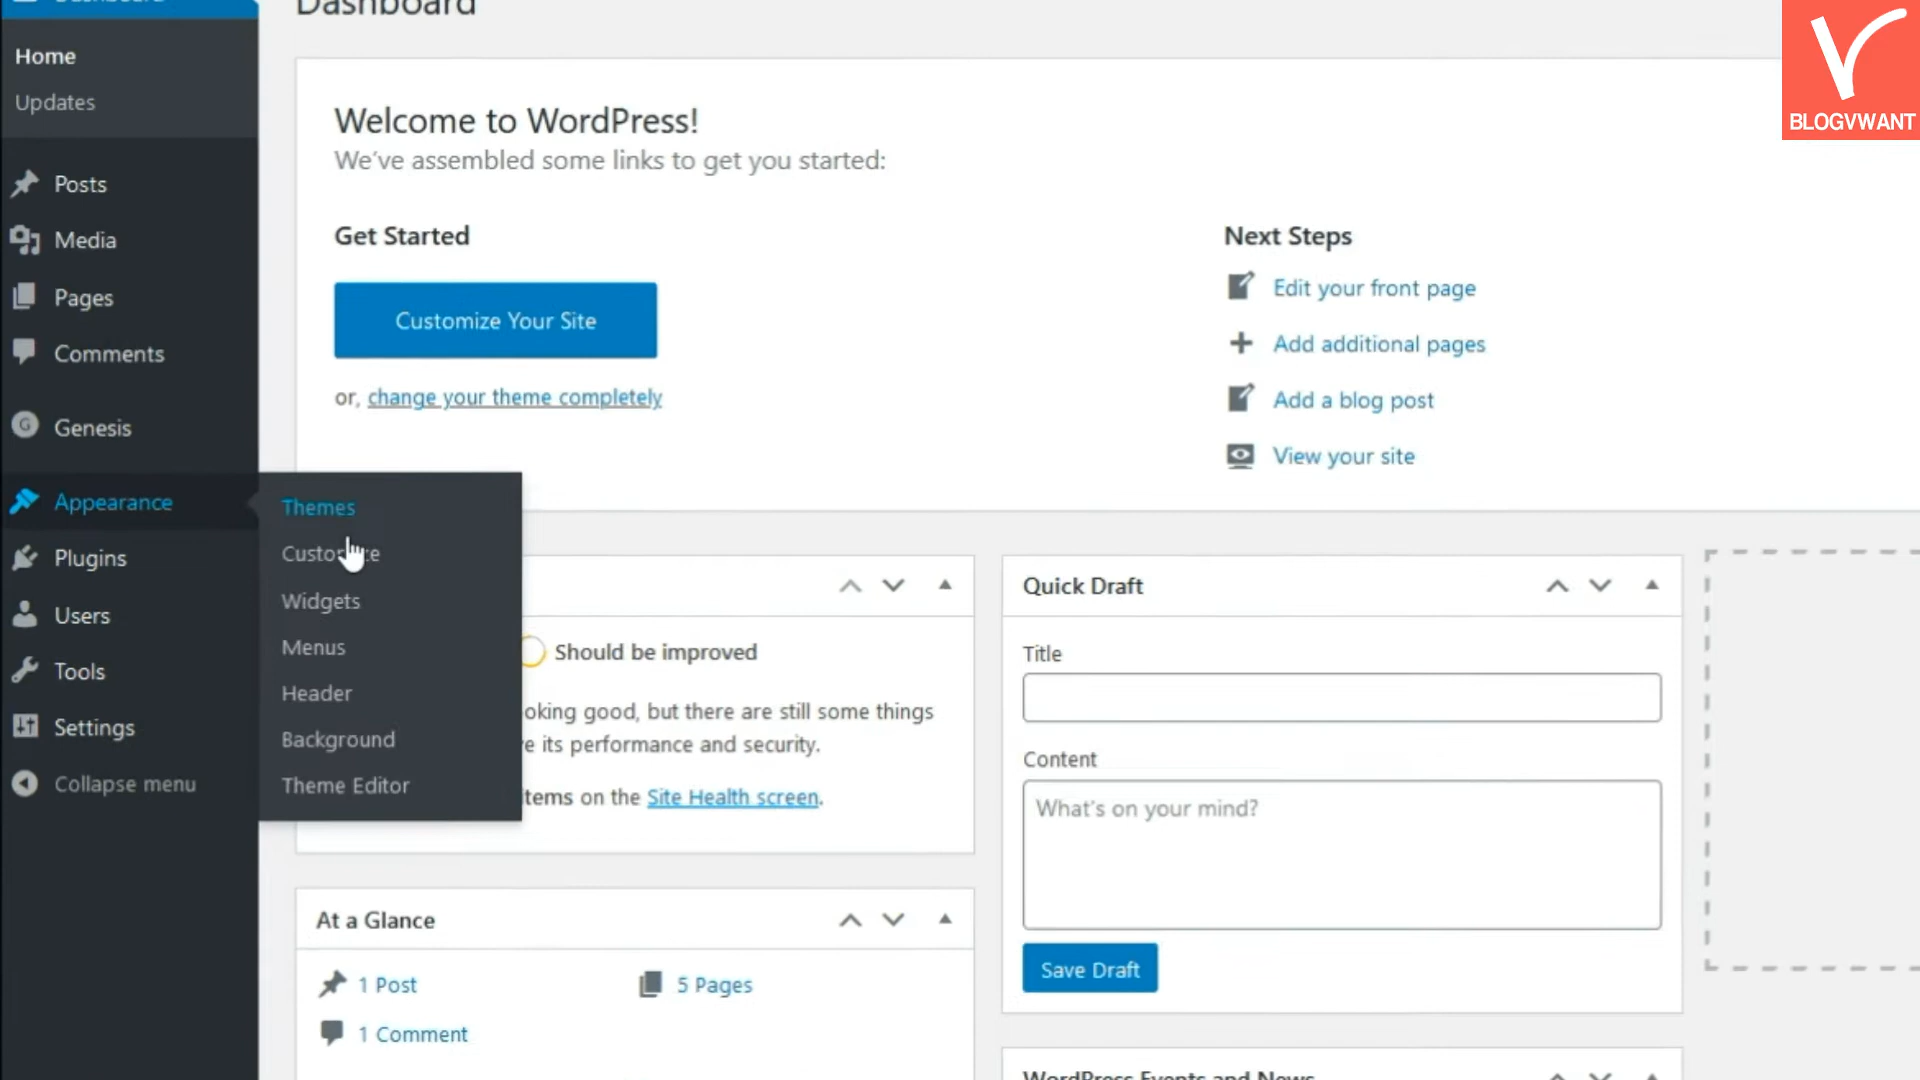 Dashboard
Home
Updates
Posts
Media
Pages
Comments
Genesis
Appearance
Plugins
Users
Tools
Settings
Collapse menu
Themes
Customize
Widgets
Menus
Header
Background
Theme Editor
Welcome to WordPress!
We've assembled some links to get you started:
Get Started
Customize Your Site
or, change your theme completely
Next Steps
Edit your front page
Add additional pages
Add a blog post
View your site
Should be improved
oking good, but there are still some things
e its performance and security.
items on the Site Health screen.
At a Glance
1 Post
5 Pages
1 Comment
Quick Draft
Title
Content
What's on your mind?
Save Draft
WordPress Events and News
BLOGVWANT